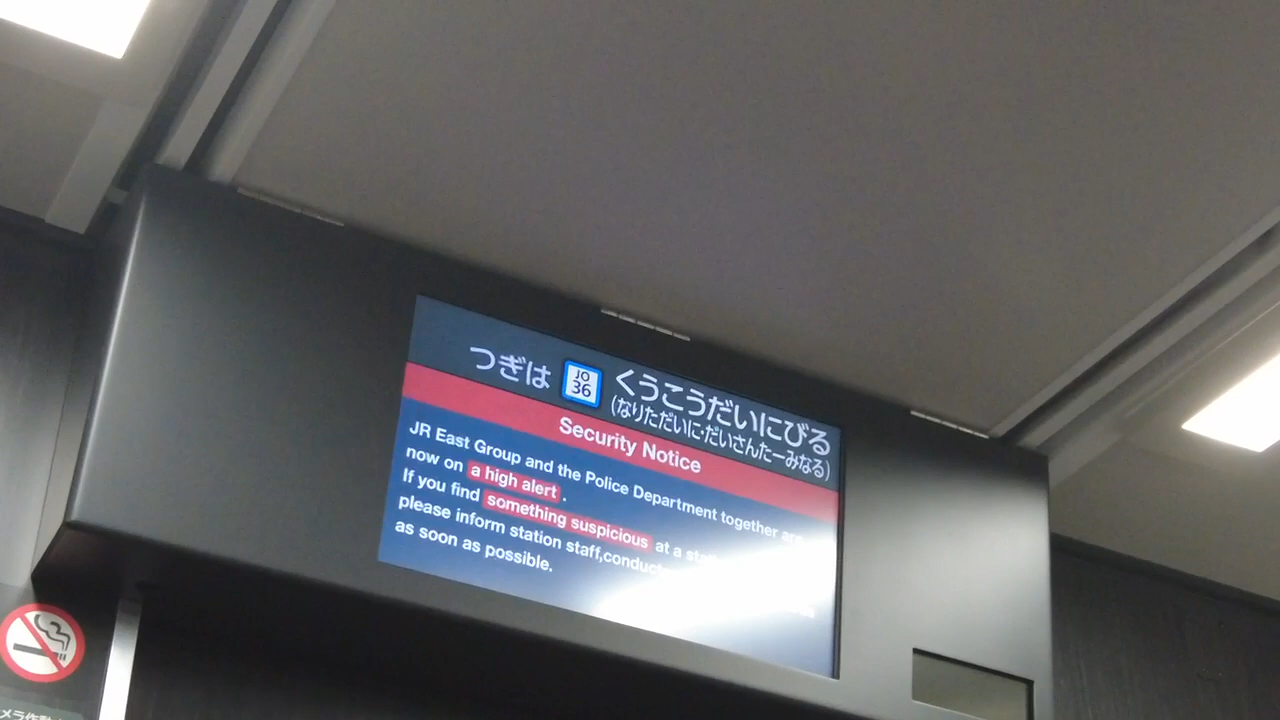 つぎは JO 36 くうこうだいにびる
(なりただいに・だいさんたーみなる)
Security Notice
JR East Group and the Police Department together are
now on a high alert .
If you find something suspicious at a
please inform station staff,
as soon as possible.